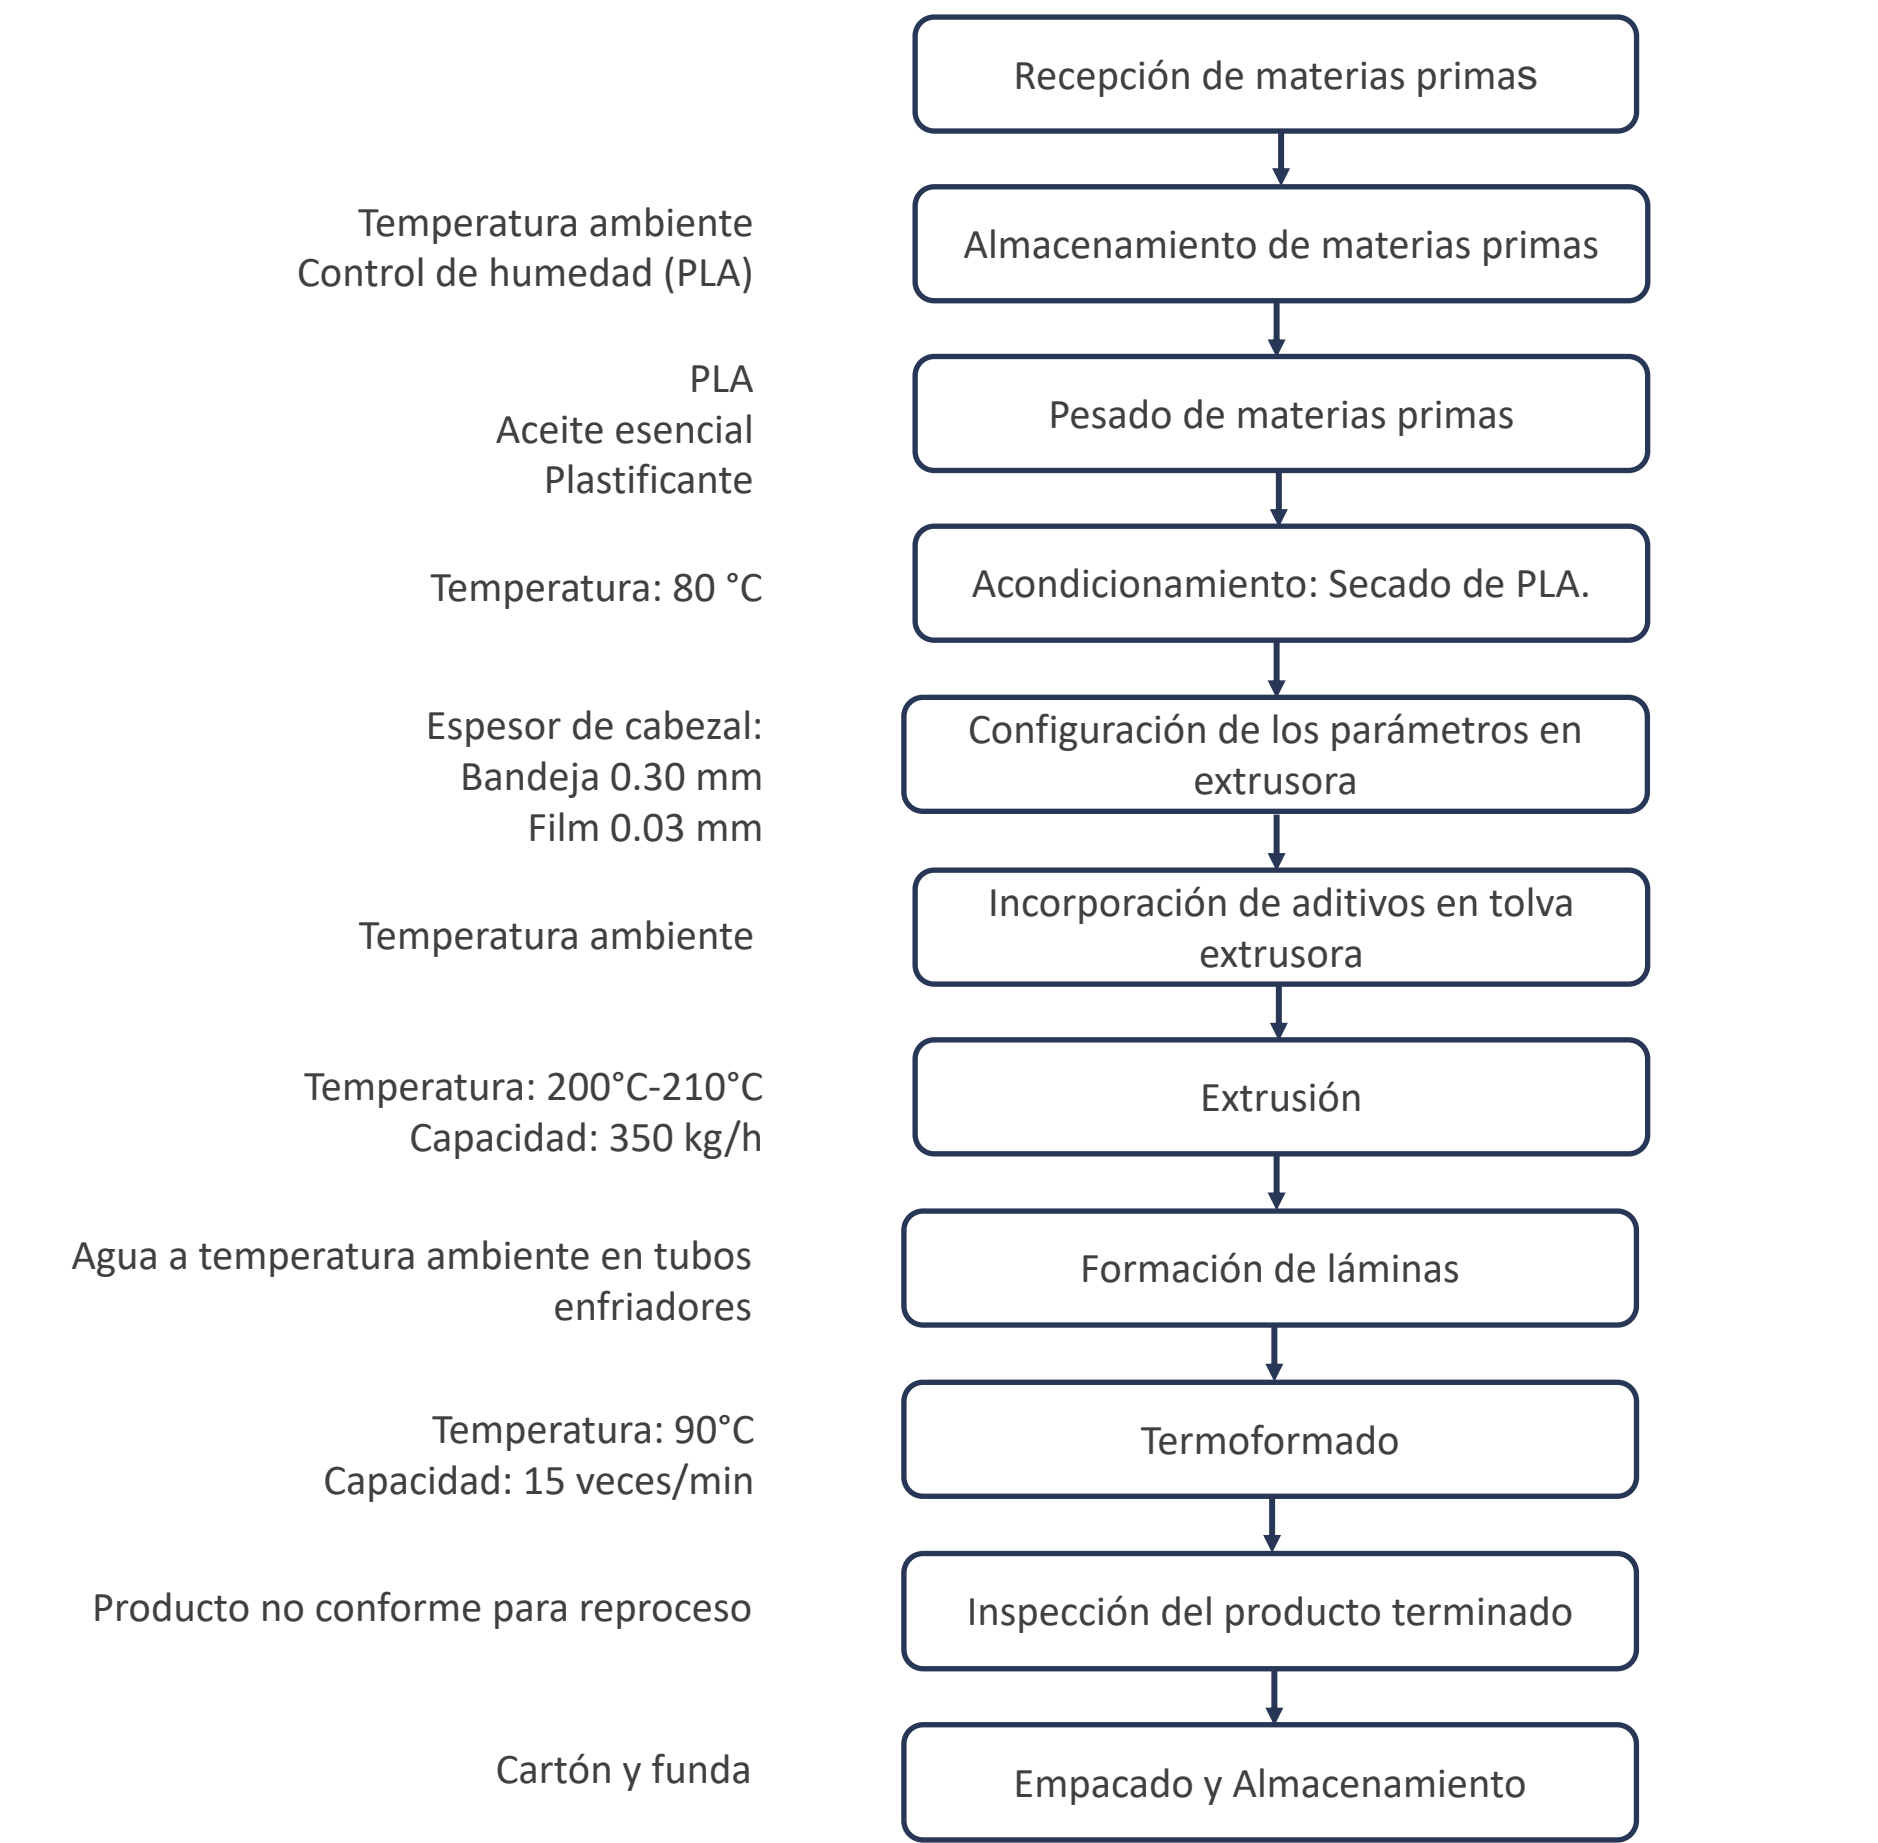 Recepción de materias primas
Temperatura ambiente
Control de humedad (PLA)
Almacenamiento de materias primas
PLA
Aceite esencial
Plastificante
Pesado de materias primas
Temperatura: 80 °C
Acondicionamiento: Secado de PLA.
Espesor de cabezal:
Bandeja 0.30 mm
Film 0.03 mm
Configuración de los parámetros en
extrusora
Temperatura ambiente
Incorporación de aditivos en tolva
extrusora
Temperatura: 200°C-210°C
Capacidad: 350 kg/h
Extrusión
Agua a temperatura ambiente en tubos
enfriadores
Formación de láminas
Temperatura: 90°C
Capacidad: 15 veces/min
Termoformado
Producto no conforme para reproceso
Inspección del producto terminado
Cartón y funda
Empacado y Almacenamiento